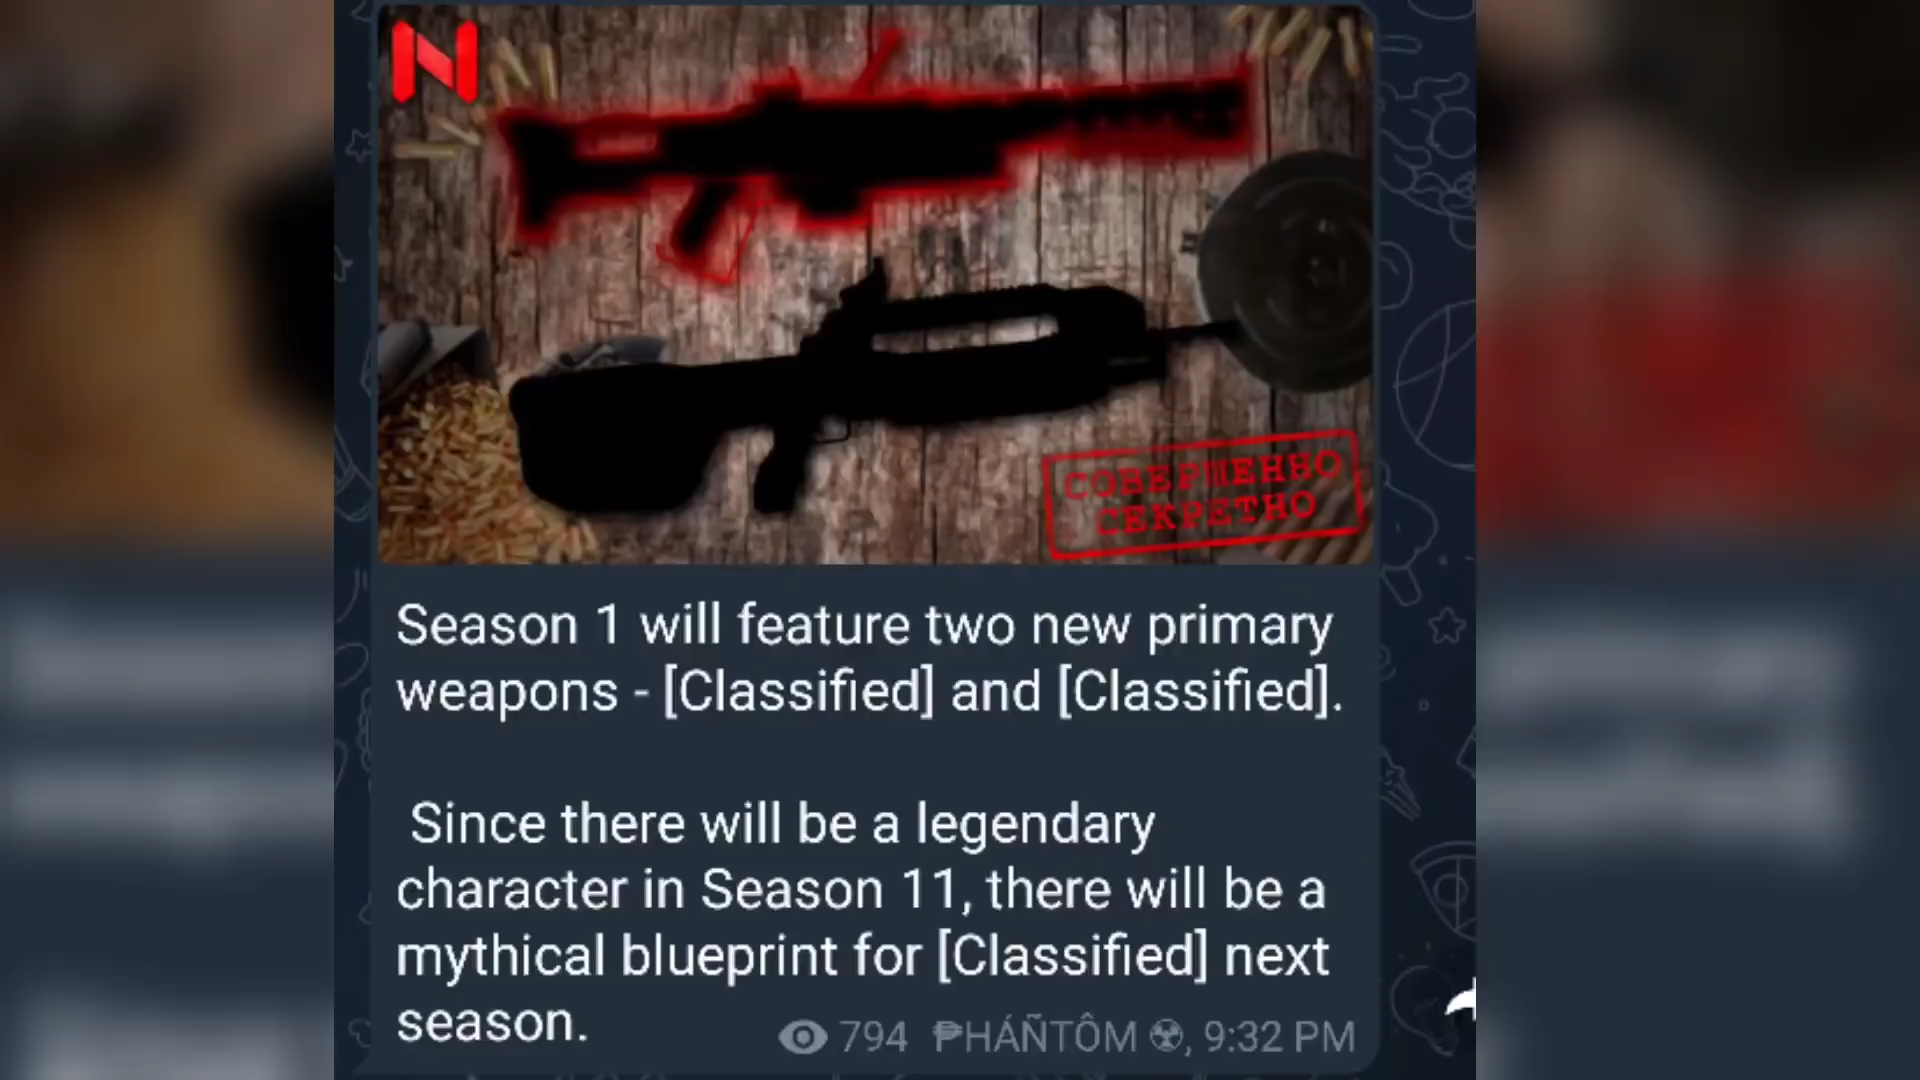 N
СОВЕРШЕННО
СЕКРЕТНО
Season 1 will feature two new primary
weapons - [Classified] and [Classified].
Since there will be a legendary
character in Season 11, there will be a
mythical blueprint for [Classified] next
season.
794 ₱HÁÑTÔM ☢, 9:32 PM